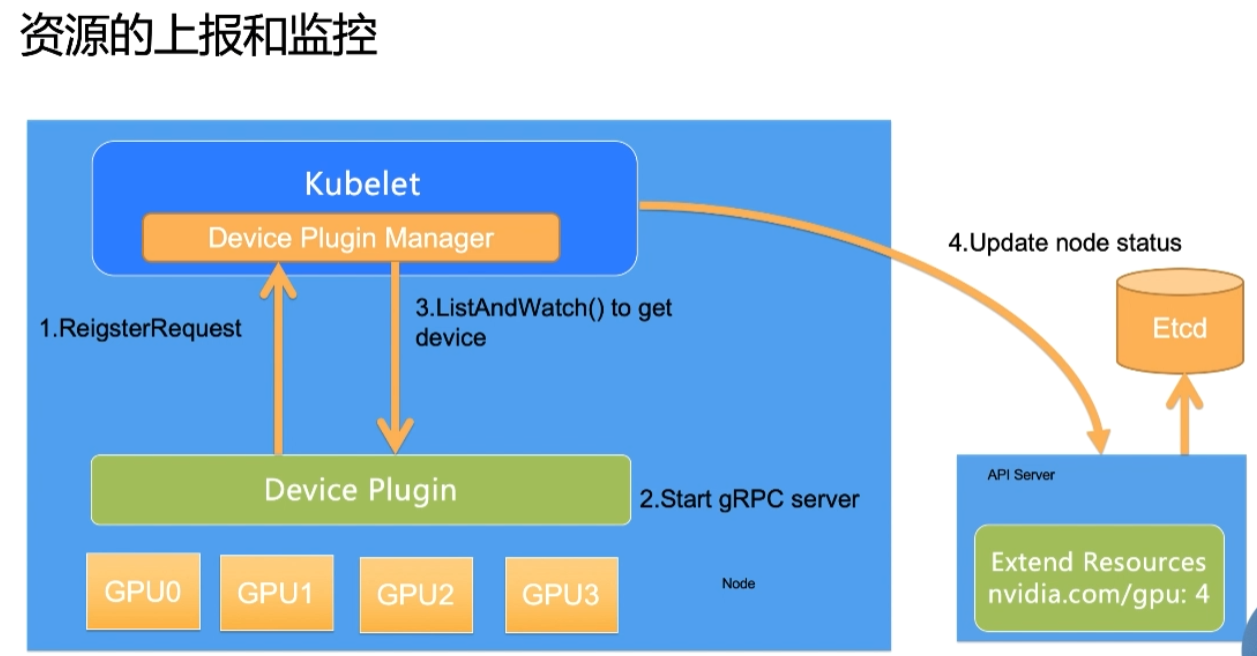 资源的上报和监控
Kubelet
Device Plugin Manager
4.Update node status
1.ReigsterRequest
3.ListAndWatch() to get
device
Etcd
Device Plugin
2.Start gRPC server
API Server
GPU0
GPU1
GPU2
GPU3
Node
Extend Resources
nvidia.com/gpu: 4